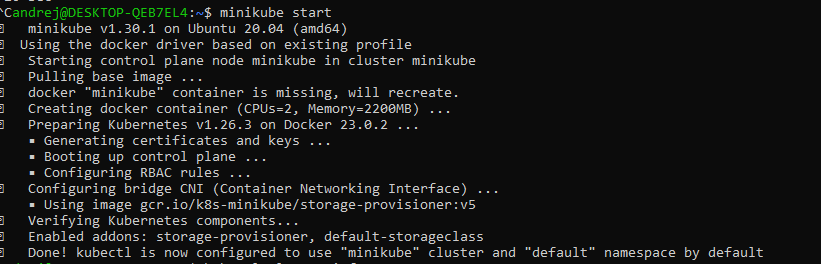 ^Candrej@DESKTOP-QEB7EL4:~$ minikube start
minikube v1.30.1 on Ubuntu 20.04 (amd64)
Using the docker driver based on existing profile
Starting control plane node minikube in cluster minikube
Pulling base image ...
docker "minikube" container is missing, will recreate.
Creating docker container (CPUs=2, Memory=2200MB) ...
Preparing Kubernetes v1.26.3 on Docker 23.0.2 ...
▪ Generating certificates and keys ...
▪ Booting up control plane ...
▪ Configuring RBAC rules ...
Configuring bridge CNI (Container Networking Interface) ...
▪ Using image gcr.io/k8s-minikube/storage-provisioner:v5
Verifying Kubernetes components...
Enabled addons: storage-provisioner, default-storageclass
Done! kubectl is now configured to use "minikube" cluster and "default" namespace by default